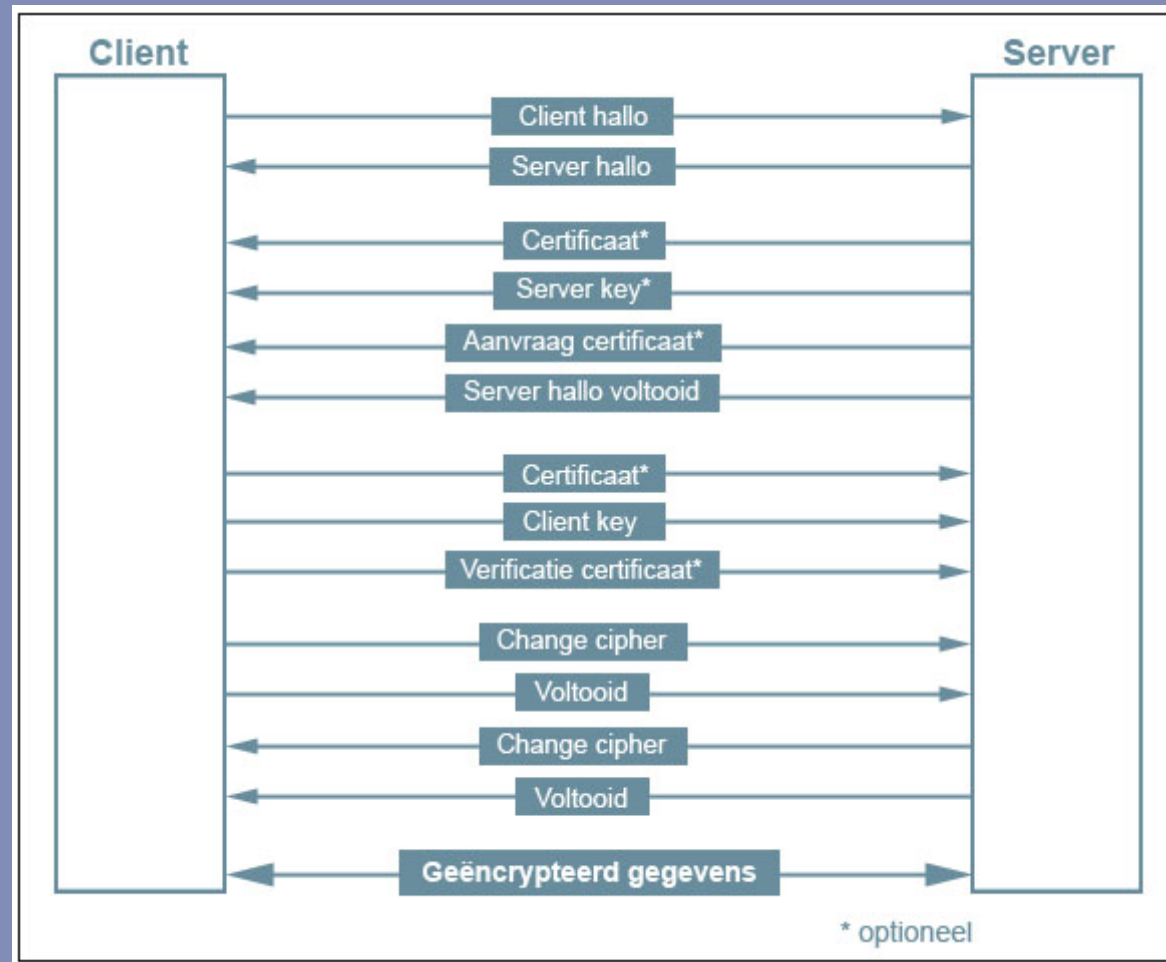 Client
Server
Client hallo
Server hallo
Certificaat*
Server key*
Aanvraag certificaat*
Server hallo voltooid
Certificaat*
Client key
Verificatie certificaat*
Change cipher
Voltooid
Change cipher
Voltooid
Geëncrypteerd gegevens
* optioneel